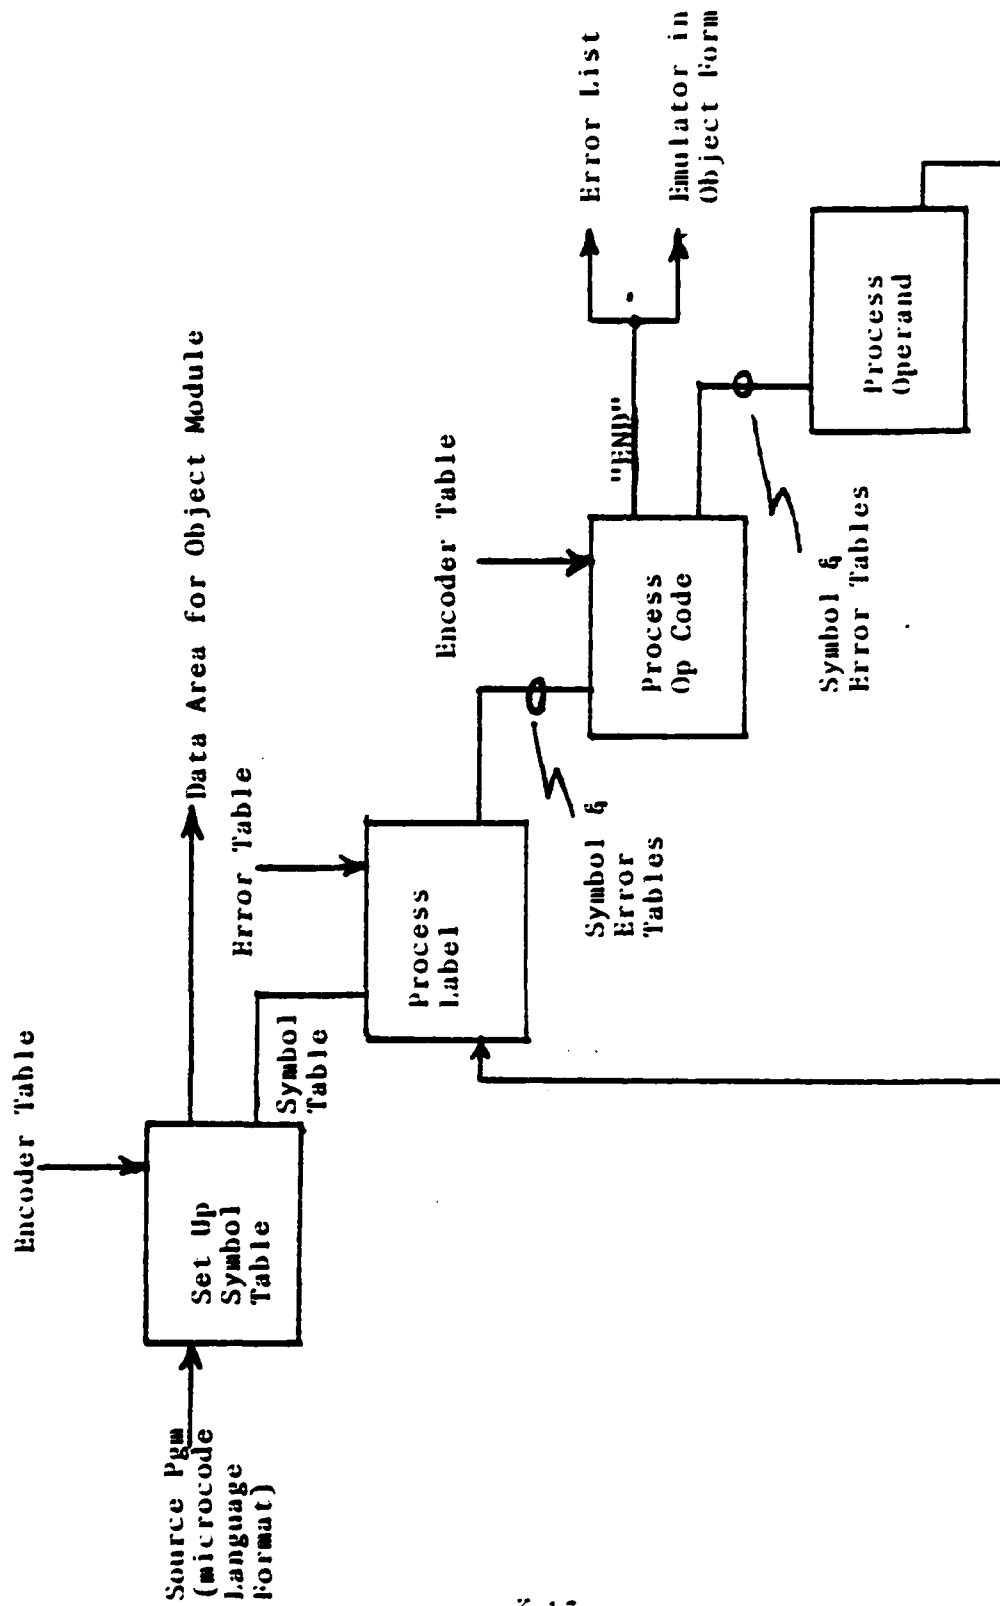 Encoder Table
Source Pgm
(microcode
Language
Format)
Set Up
Symbol
Table
Data Area for Object Module
Symbol
Table
Error Table
Process
Label
Symbol &
Error
Tables
Encoder Table
Process
Op Code
"END"
Error List
Emulator in
Object Form
Symbol &
Error Tables
Process
Operand